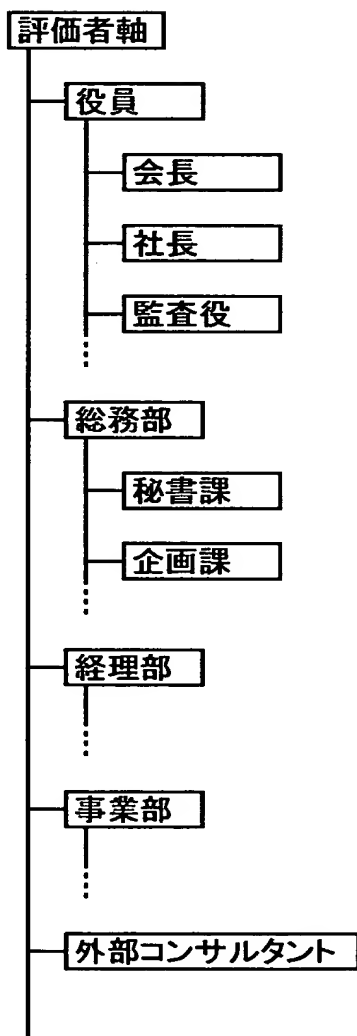 評価者軸
役員
会長
社長
監査役
総務部
秘書課
企画課
経理部
事業部
外部コンサルタント